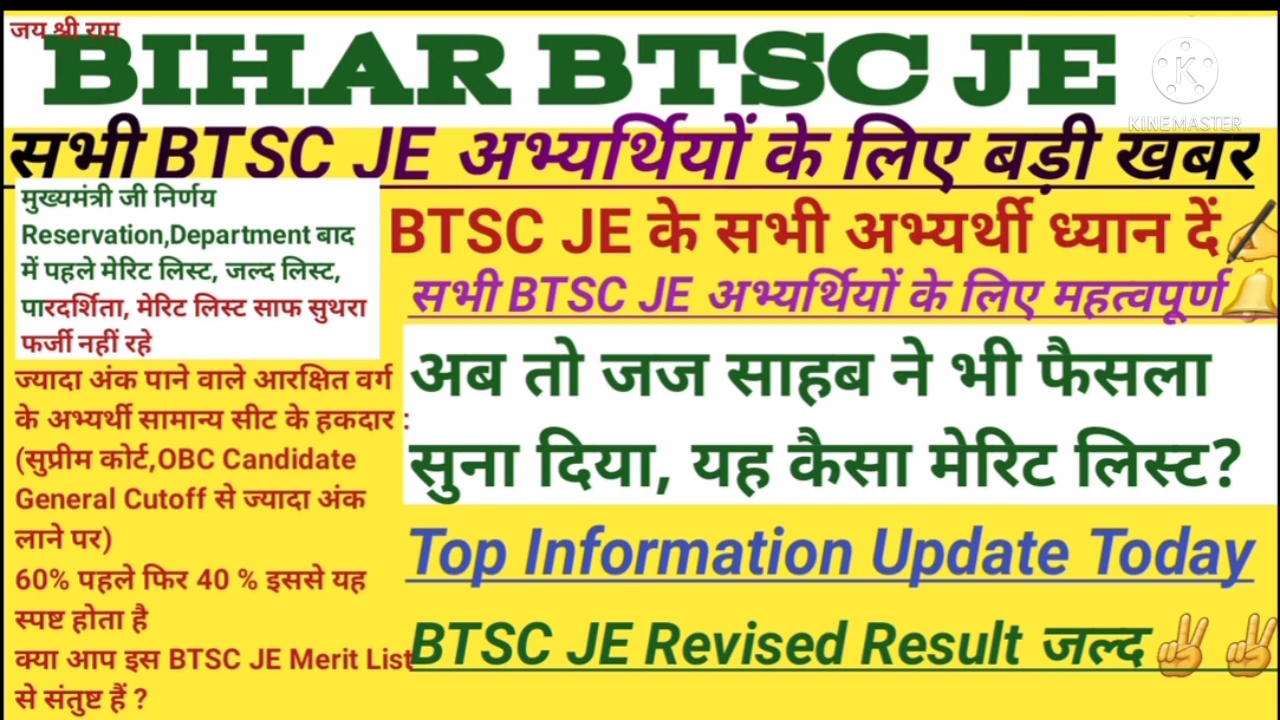 जय श्री राम
BIHAR BTSC JE
KINEMASTER
सभी BTSC JE अभ्यर्थियों के लिए बड़ी खबर
मुख्यमंत्री जी निर्णय
Reservation,Department बाद
में पहले मेरिट लिस्ट, जल्द लिस्ट,
पारदर्शिता, मेरिट लिस्ट साफ सुथरा
फर्जी नहीं रहे
ज्यादा अंक पाने वाले आरक्षित वर्ग
के अभ्यर्थी सामान्य सीट के हकदार :
(सुप्रीम कोर्ट,OBC Candidate
General Cutoff से ज्यादा अंक
लाने पर)
60% पहले फिर 40 % इससे यह
स्पष्ट होता है
क्या आप इस BTSC JE Merit List
से संतुष्ट हैं ?
BTSC JE के सभी अभ्यर्थी ध्यान दें
सभी BTSC JE अभ्यर्थियों के लिए महत्वपूर्ण
अब तो जज साहब ने भी फैसला
सुना दिया, यह कैसा मेरिट लिस्ट?
Top Information Update Today
BTSC JE Revised Result जल्द